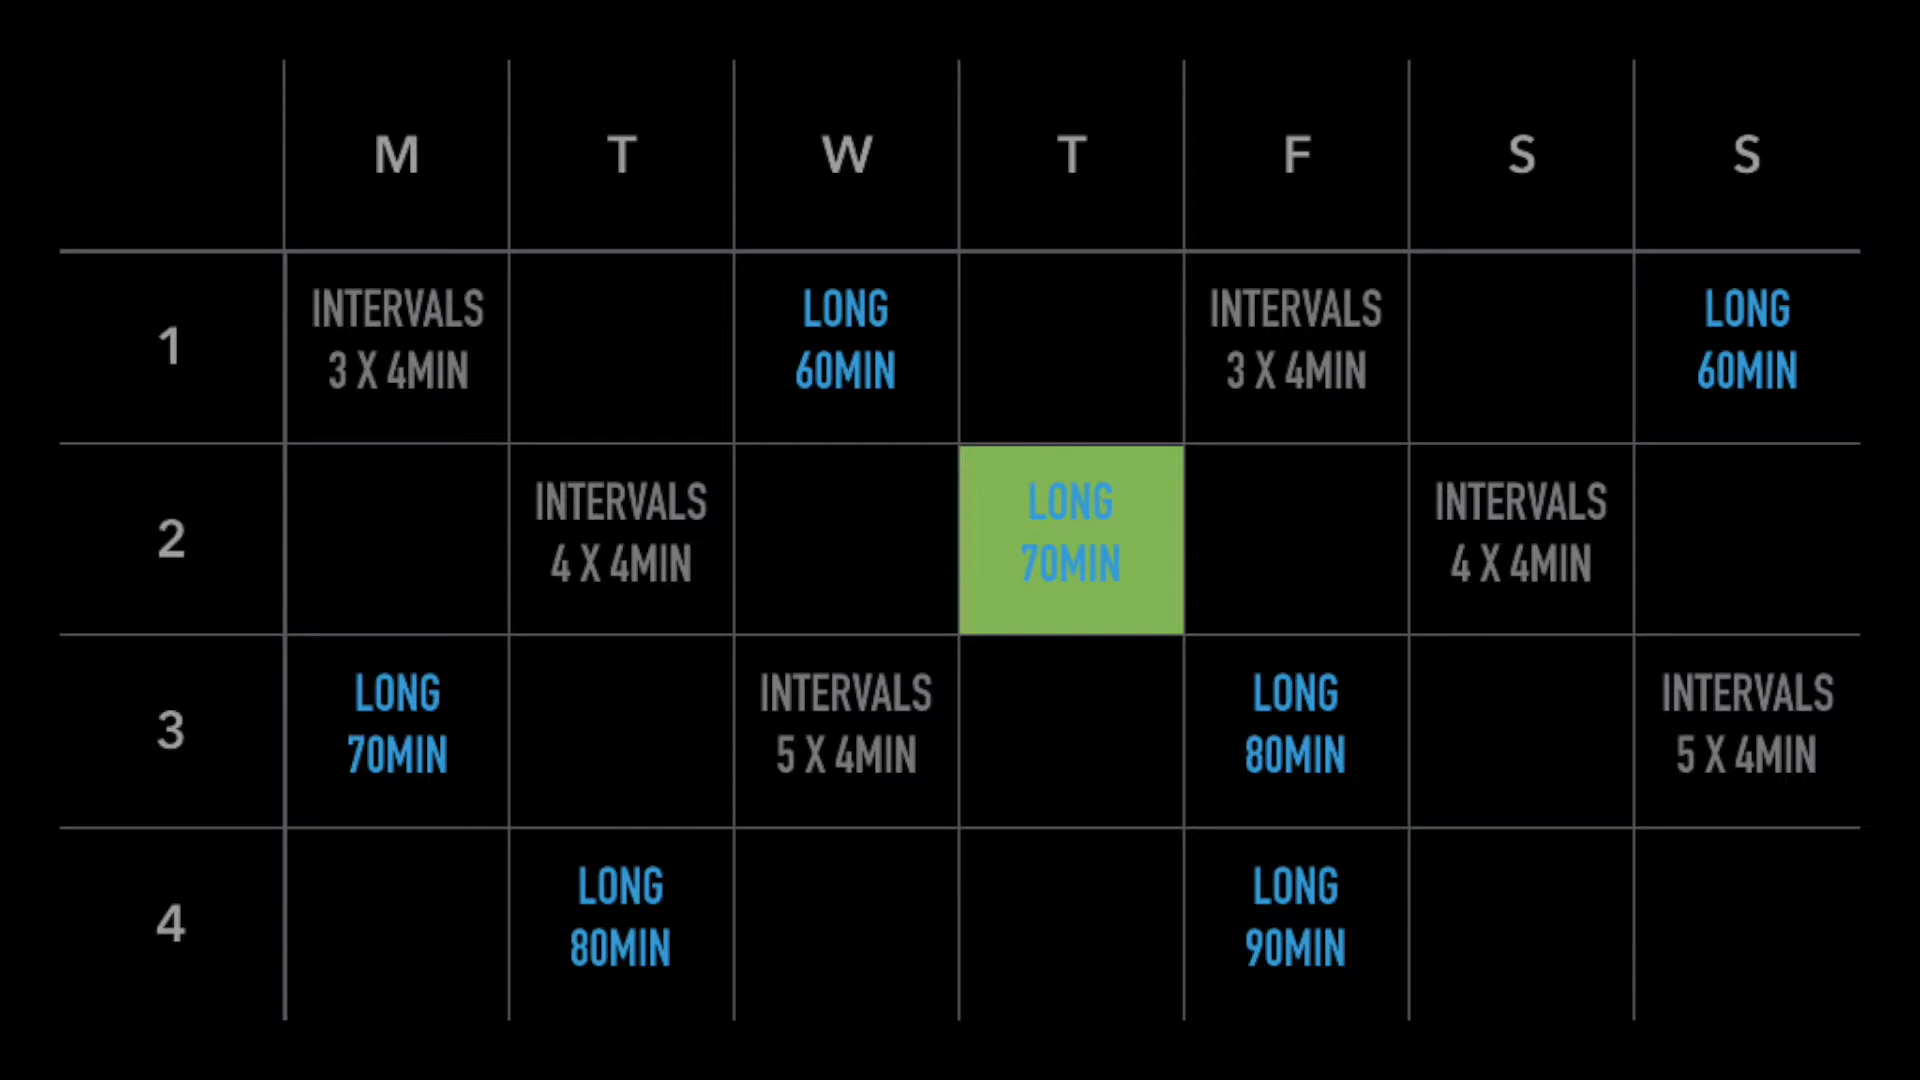 M T W T F S S
1
INTERVALS
3 X 4MIN
LONG
60MIN
INTERVALS
3 X 4MIN
LONG
60MIN
2
INTERVALS
4 X 4MIN
LONG
70MIN
INTERVALS
4 X 4MIN
3
LONG
70MIN
INTERVALS
5 X 4MIN
LONG
80MIN
INTERVALS
5 X 4MIN
4
LONG
80MIN
LONG
90MIN